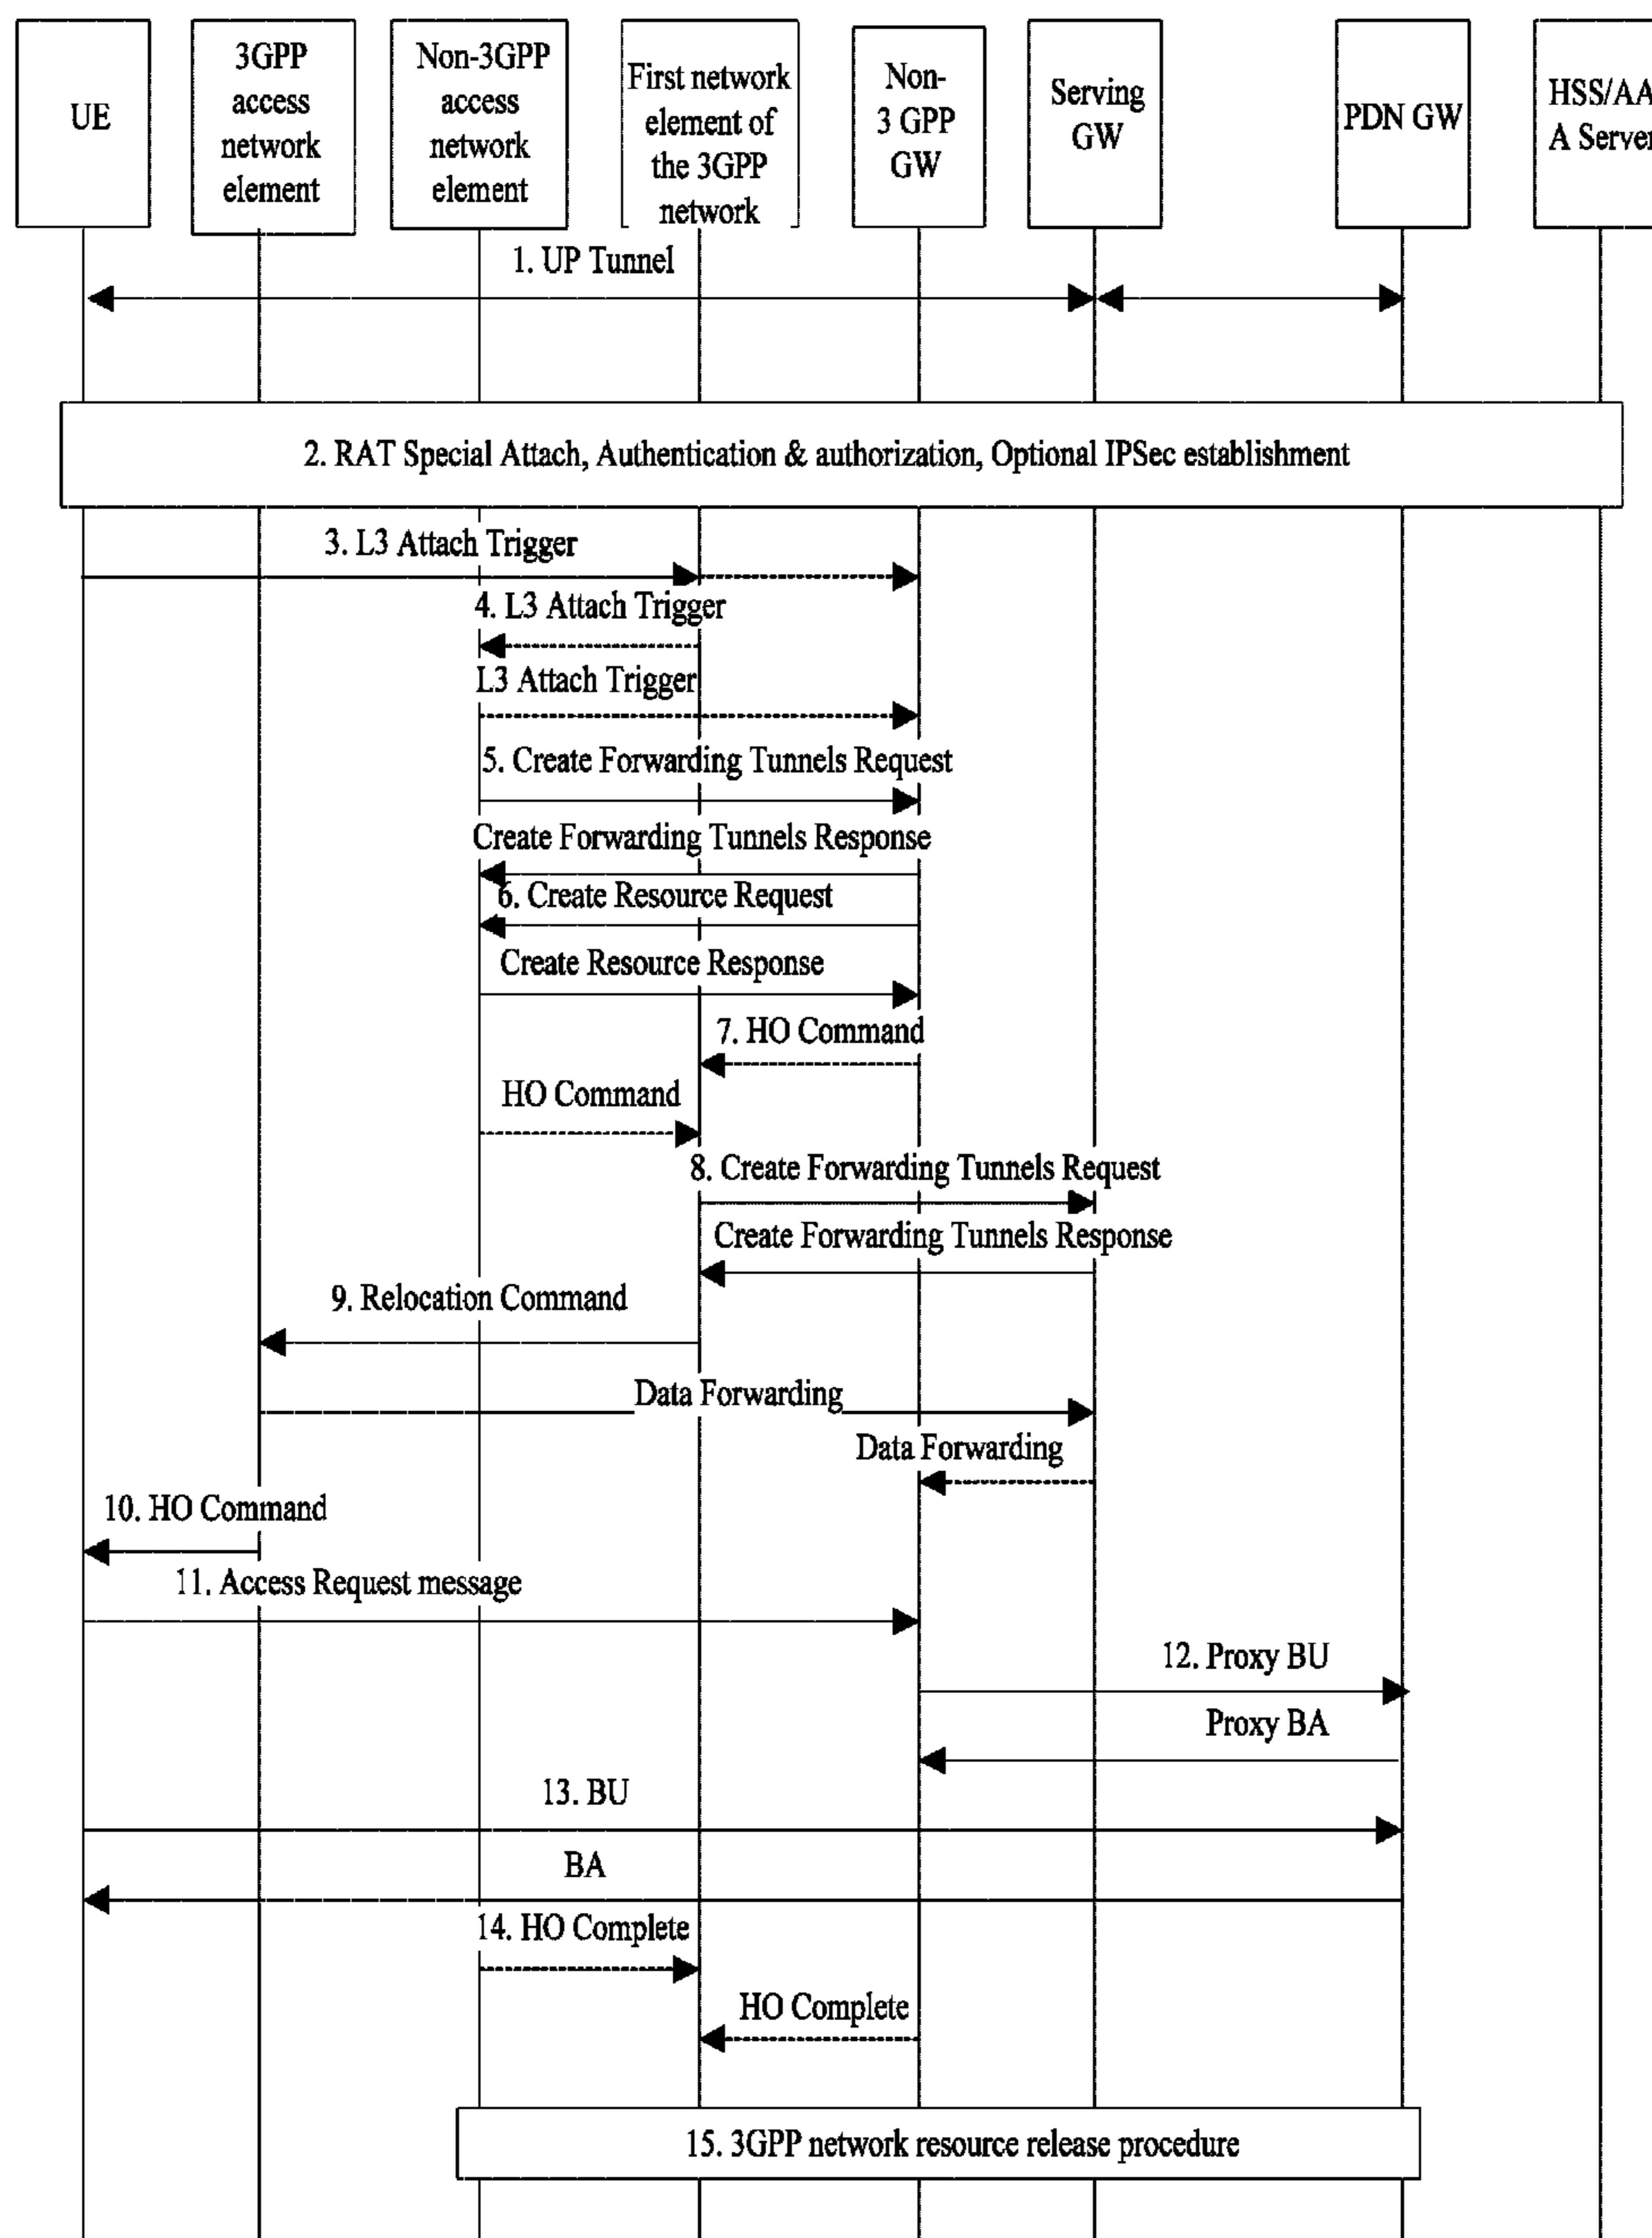 UE
3GPP
access
network
element
Non-3GPP
access
network
element
First network
element of
the 3GPP
network
Non-
3 GPP
GW
Serving
GW
PDN GW
HSS/AA
A Server
1. UP Tunnel
2. RAT Special Attach, Authentication & authorization, Optional IPSec establishment
3. L3 Attach Trigger
4. L3 Attach Trigger
L3 Attach Trigger
5. Create Forwarding Tunnels Request
Create Forwarding Tunnels Response
6. Create Resource Request
Create Resource Response
7. HO Command
HO Command
8. Create Forwarding Tunnels Request
Create Forwarding Tunnels Response
9. Relocation Command
Data Forwarding
Data Forwarding
10. HO Command
11. Access Request message
12. Proxy BU
Proxy BA
13. BU
BA
14. HO Complete
HO Complete
15. 3GPP network resource release procedure